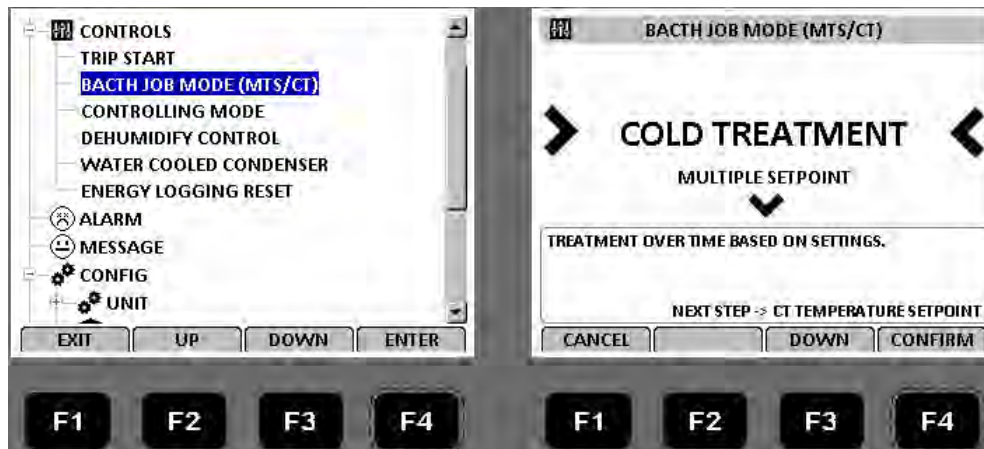 CONTROLS
TRIP START
BACTH JOB MODE (MTS/CT)
CONTROLLING MODE
DEHUMIDIFY CONTROL
WATER COOLED CONDENSER
ENERGY LOGGING RESET
ALARM
MESSAGE
CONFIG
UNIT
EXIT UP DOWN ENTER
F1 F2 F3 F4
BACTH JOB MODE (MTS/CT)
COLD TREATMENT
MULTIPLE SETPOINT
TREATMENT OVER TIME BASED ON SETTINGS.
NEXT STEP -> CT TEMPERATURE SETPOINT
CANCEL DOWN CONFIRM
F1 F2 F3 F4